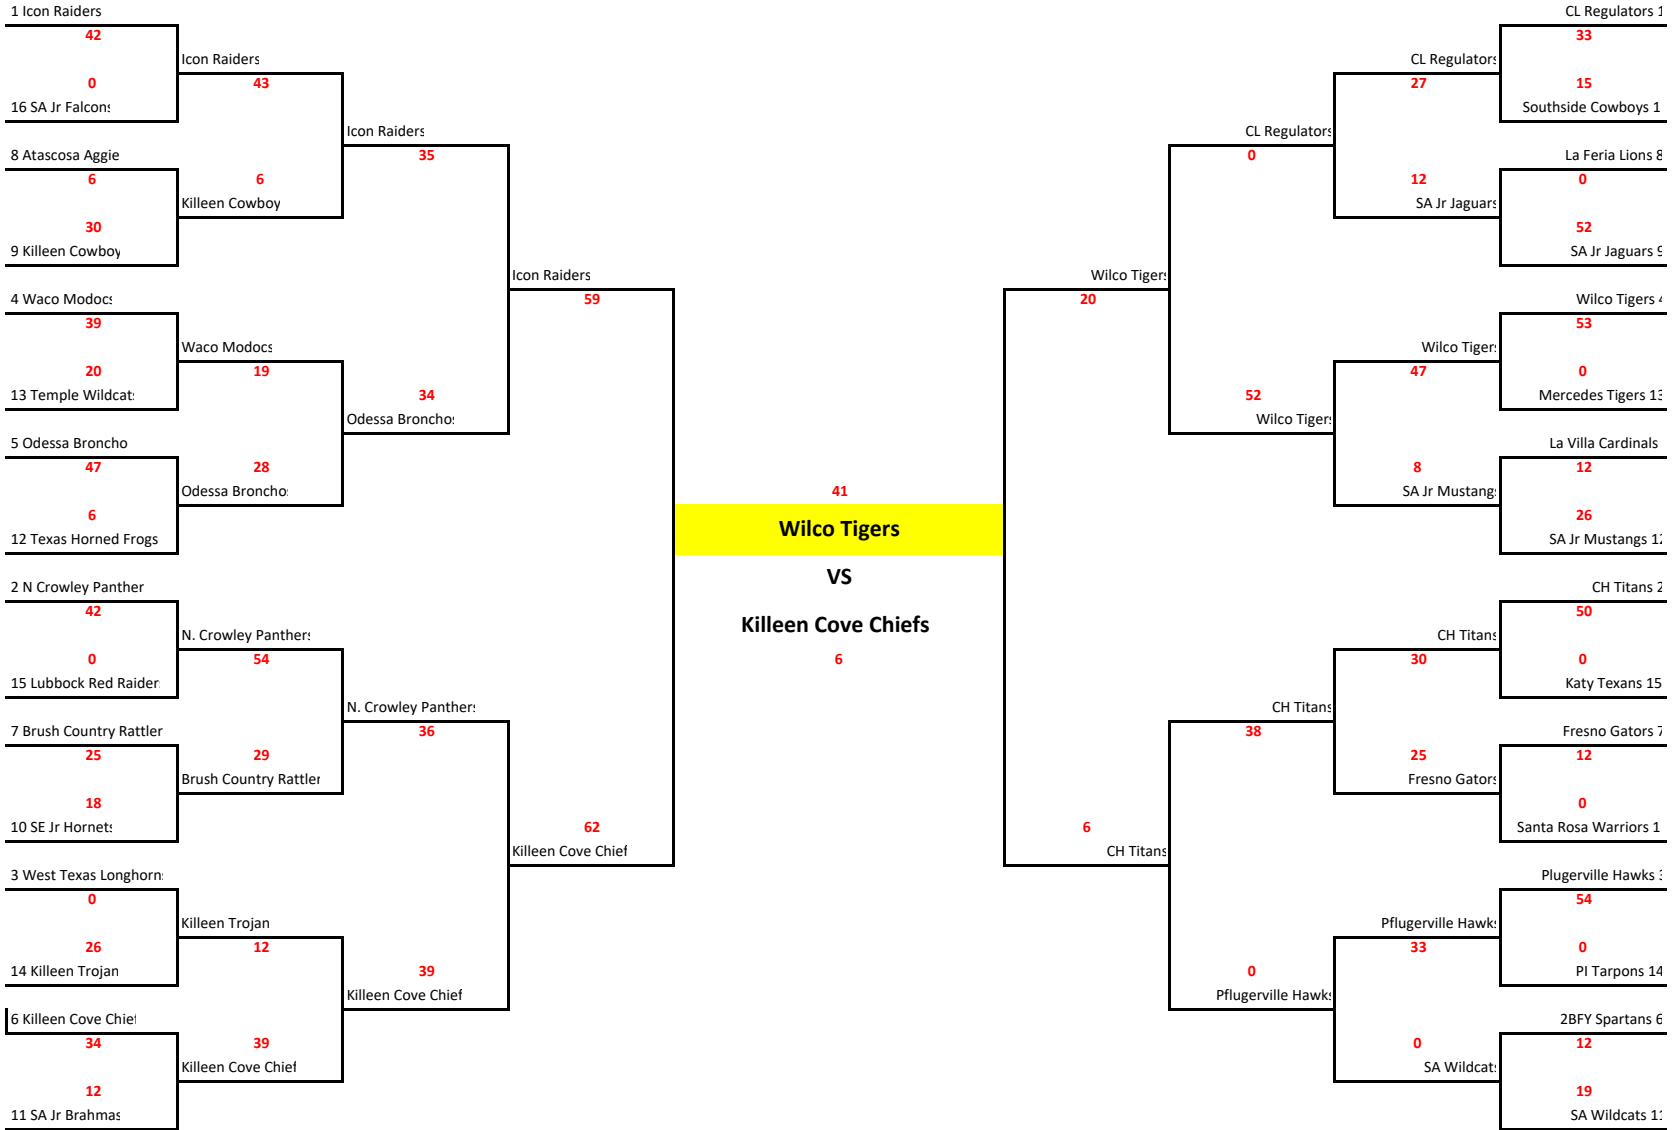 1 Icon Raiders
42
0
16 SA Jr Falcons
8 Atascosa Aggie
6
30
9 Killeen Cowboy
4 Waco Modocs
39
20
13 Temple Wildcats
5 Odessa Broncho
47
6
12 Texas Horned Frogs
2 N Crowley Panther
42
0
15 Lubbock Red Raider
7 Brush Country Rattler
25
18
10 SE Jr Hornets
3 West Texas Longhorn
0
26
14 Killeen Trojan
6 Killeen Cove Chief
34
12
11 SA Jr Brahmas
Icon Raiders
43
6
Killeen Cowboy
Waco Modocs
19
28
Odessa Bronchos
N. Crowley Panthers
54
29
Brush Country Rattler
Killeen Trojan
12
39
Killeen Cove Chief
Icon Raiders
35
34
Odessa Bronchos
N. Crowley Panthers
36
39
Killeen Cove Chief
Icon Raiders
59
62
Killeen Cove Chief
41
Wilco Tigers
VS
Killeen Cove Chiefs
6
Wilco Tigers
20
6
CH Titans
CL Regulators
0
52
Wilco Tigers
CH Titans
38
0
Pflugerville Hawks
CL Regulators
27
12
SA Jr Jaguars
Wilco Tigers
47
8
SA Jr Mustangs
CH Titans
30
25
Fresno Gators
Pflugerville Hawks
33
0
SA Wildcats
CL Regulators 1
33
15
Southside Cowboys 1
La Feria Lions 8
0
52
SA Jr Jaguars 9
Wilco Tigers 4
53
0
Mercedes Tigers 13
La Villa Cardinals
12
26
SA Jr Mustangs 12
CH Titans 2
50
0
Katy Texans 15
Fresno Gators 7
12
0
Santa Rosa Warriors 1
Plugerville Hawks 3
54
0
PI Tarpons 14
2BFY Spartans 6
12
19
SA Wildcats 11